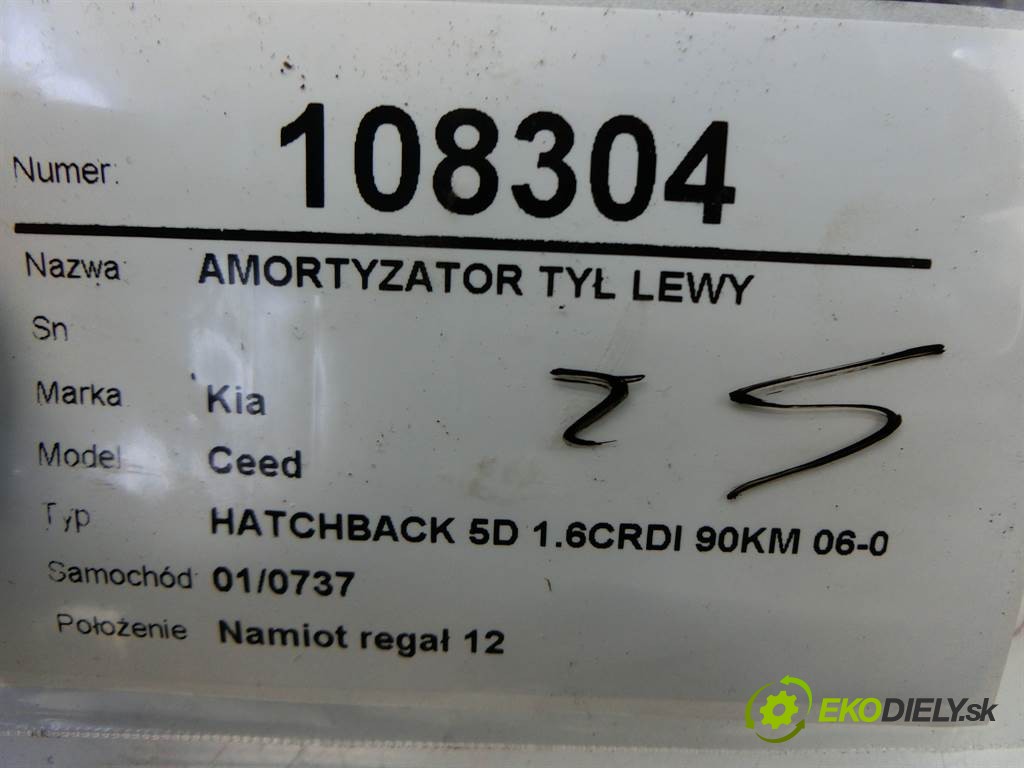 Numer: 108304
Nazwa AMORTYZATOR TYŁ LEWY
Sn
Marka Kia
Model Ceed
Typ HATCHBACK 5D 1.6CRDI 90KM 06-0
Samochód 01/0737
Położenie Namiot regał 12
25
EKODIELY.sk